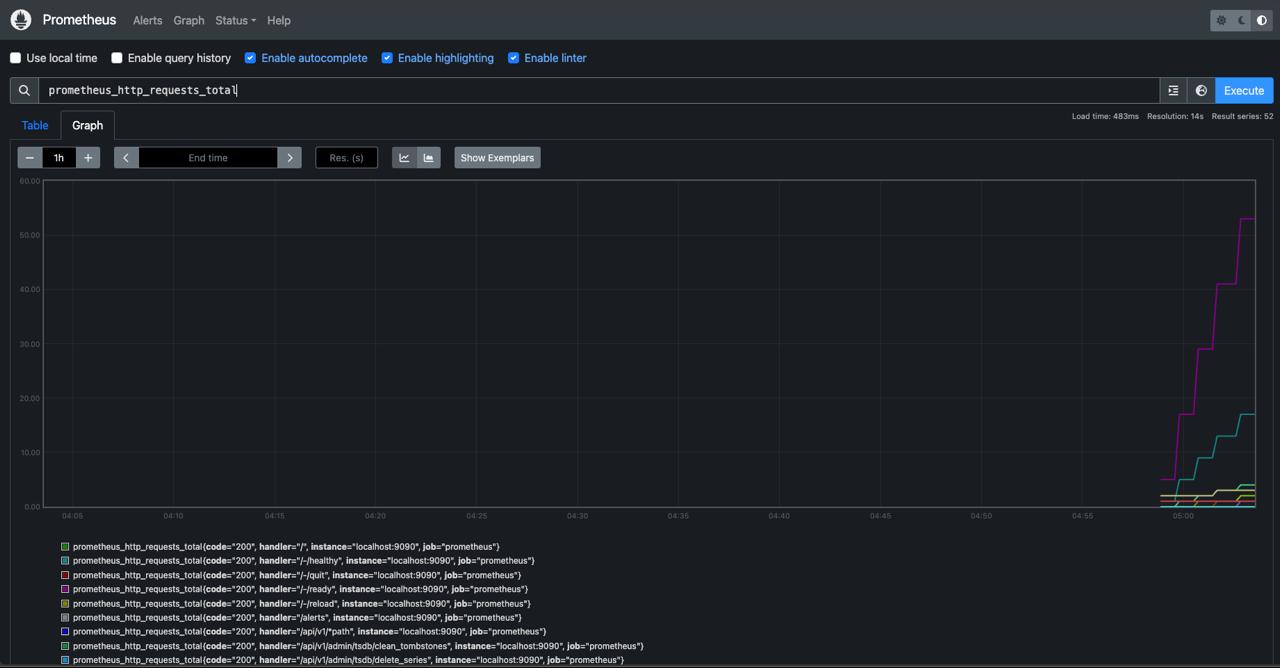 Prometheus Alerts Graph Status Help
Use local time Enable query history Enable autocomplete Enable highlighting Enable linter
prometheus_http_requests_total Execute
Load time: 483ms Resolution: 14s Result series: 52
Table Graph
− 1h + End time Res. (s) Show Exemplars
60.00
50.00
40.00
30.00
20.00
10.00
0.00
04:05 04:10 04:15 04:20 04:25 04:30 04:35 04:40 04:45 04:50 04:55 05:00
prometheus_http_requests_total{code="200", handler="/", instance="localhost:9090", job="prometheus"}
prometheus_http_requests_total{code="200", handler="/-/healthy", instance="localhost:9090", job="prometheus"}
prometheus_http_requests_total{code="200", handler="/-/quit", instance="localhost:9090", job="prometheus"}
prometheus_http_requests_total{code="200", handler="/-/ready", instance="localhost:9090", job="prometheus"}
prometheus_http_requests_total{code="200", handler="/-/reload", instance="localhost:9090", job="prometheus"}
prometheus_http_requests_total{code="200", handler="/alerts", instance="localhost:9090", job="prometheus"}
prometheus_http_requests_total{code="200", handler="/api/v1/*path", instance="localhost:9090", job="prometheus"}
prometheus_http_requests_total{code="200", handler="/api/v1/admin/tsdb/clean_tombstones", instance="localhost:9090", job="prometheus"}
prometheus_http_requests_total{code="200", handler="/api/v1/admin/tsdb/delete_series", instance="localhost:9090", job="prometheus"}